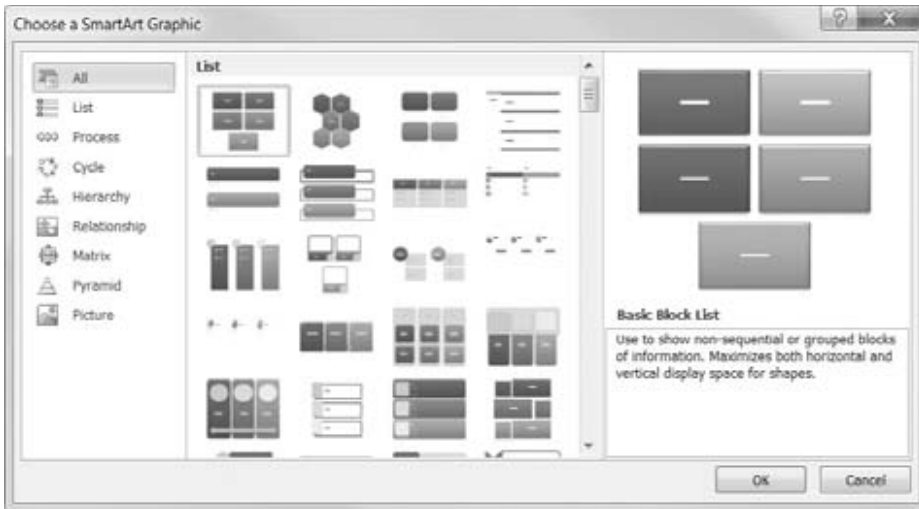 Choose a SmartArt Graphic
All
List
Process
Cycle
Hierarchy
Relationship
Matrix
Pyramid
Picture
List
Basic Block List
Use to show non-sequential or grouped blocks
of information. Maximizes both horizontal and
vertical display space for shapes.
OK
Cancel